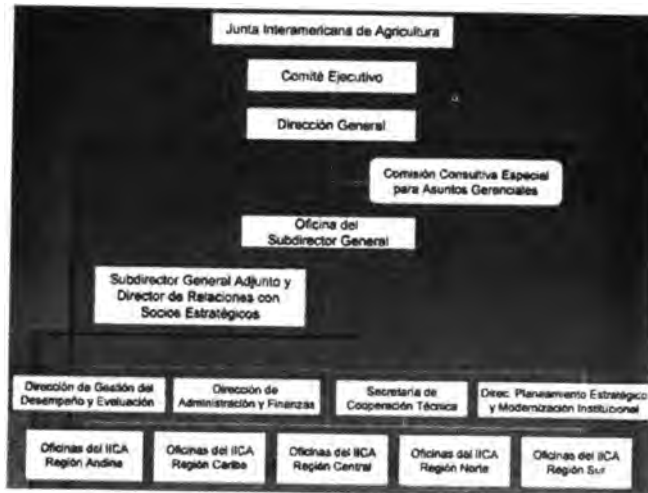 Junta Interamericana de Agricultura
Comité Ejecutivo
Dirección General
Comisión Consultiva Especial
para Asuntos Gerenciales
Oficina del
Subdirector General
Subdirector General Adjunto y
Director de Relaciones con
Socios Estratégicos
Dirección de Gestión del
Desempeño y Evaluación
Dirección de
Administración y Finanzas
Secretaría de
Cooperación Técnica
Direc. Planeamiento Estratégico
y Modernización Institucional
Oficinas del IICA
Región Andina
Oficinas del IICA
Región Caribe
Oficinas del IICA
Región Central
Oficinas del IICA
Región Norte
Oficinas del IICA
Región Sur